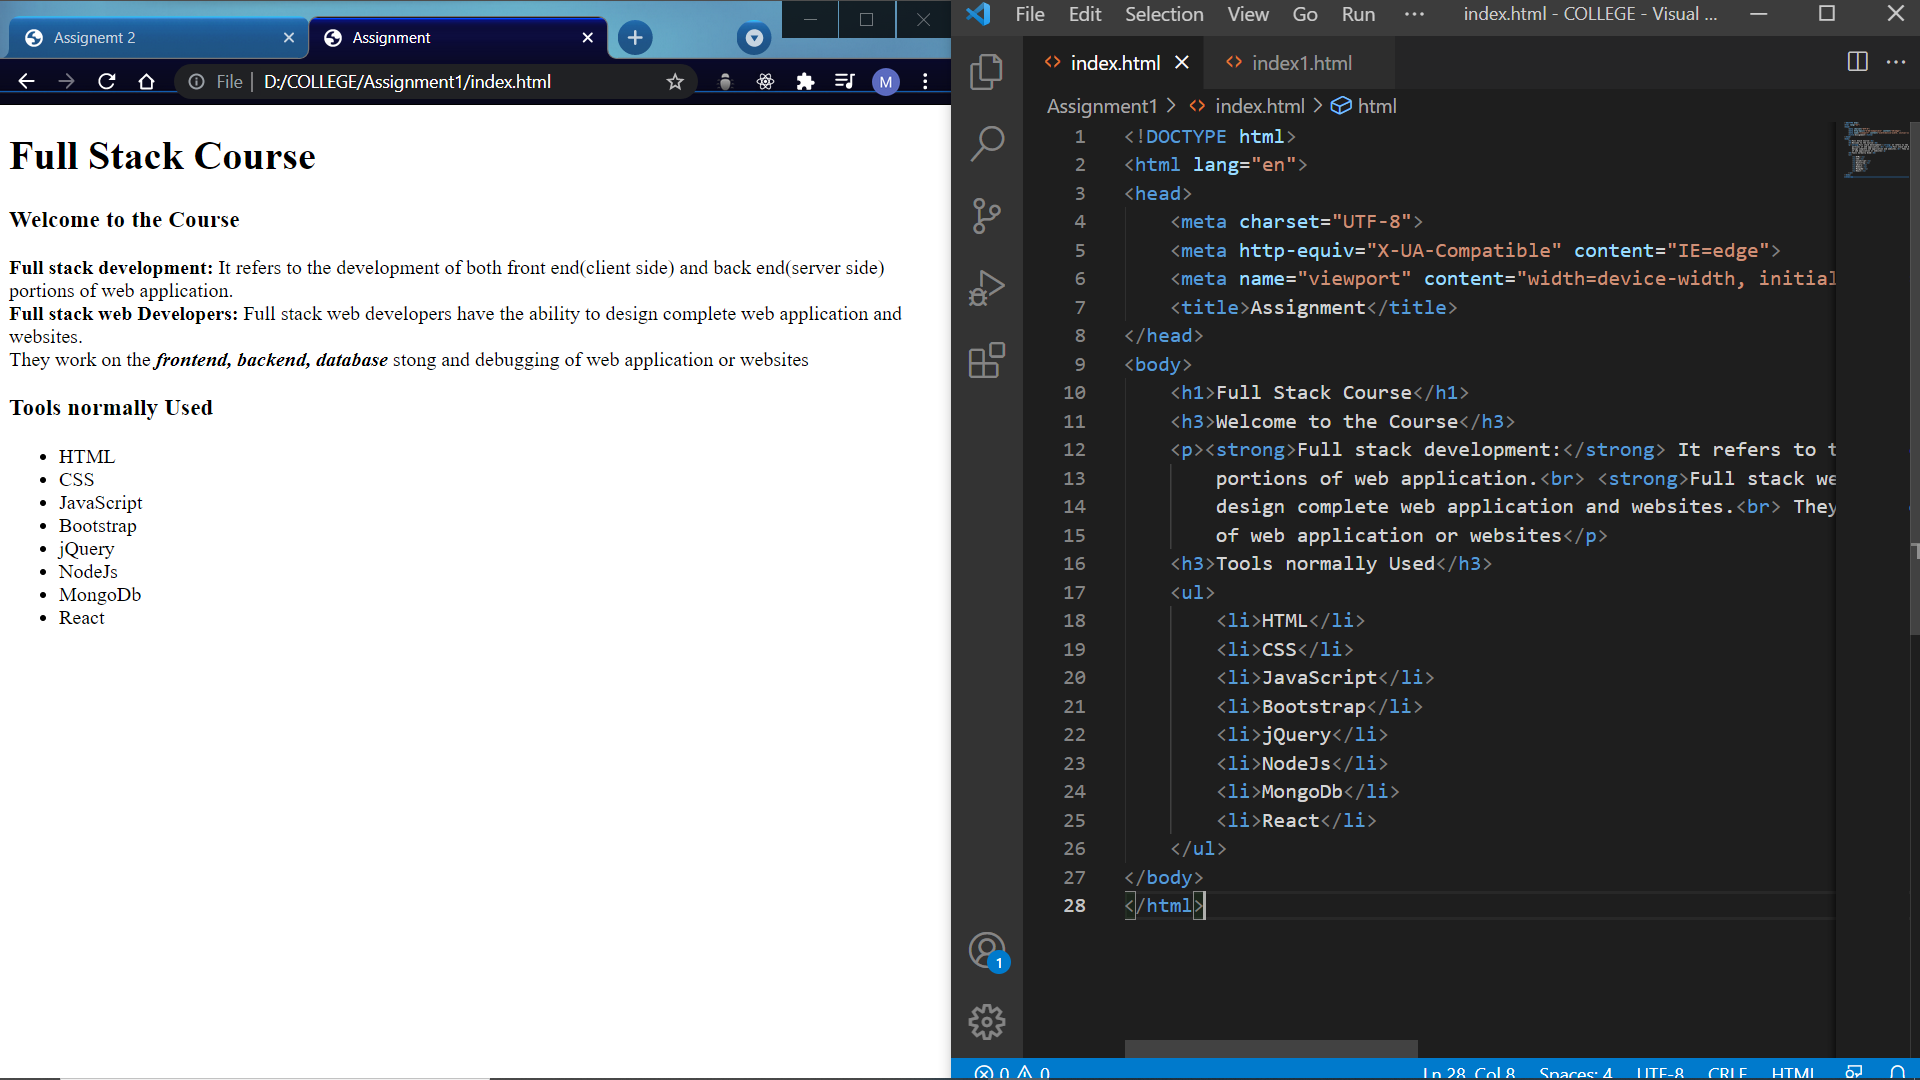 Assignemt 2
Assignment
File
D:/COLLEGE/Assignment1/index.html
M
Full Stack Course
Welcome to the Course
Full stack development: It refers to the development of both front end(client side) and back end(server side)
portions of web application.
Full stack web Developers: Full stack web developers have the ability to design complete web application and
websites.
They work on the frontend, backend, database stong and debugging of web application or websites
Tools normally Used
• HTML
• CSS
• JavaScript
• Bootstrap
• jQuery
• NodeJs
• MongoDb
• React
File Edit Selection View Go Run ··· index.html - COLLEGE - Visual ...
index.html
index1.html
Assignment1 > index.html > html
1 <!DOCTYPE html>
2 <html lang="en">
3 <head>
4 <meta charset="UTF-8">
5 <meta http-equiv="X-UA-Compatible" content="IE=edge">
6 <meta name="viewport" content="width=device-width, initial
7 <title>Assignment</title>
8 </head>
9 <body>
10 <h1>Full Stack Course</h1>
11 <h3>Welcome to the Course</h3>
12 <p><strong>Full stack development:</strong> It refers to t
13 portions of web application.<br> <strong>Full stack we
14 design complete web application and websites.<br> They
15 of web application or websites</p>
16 <h3>Tools normally Used</h3>
17 <ul>
18 <li>HTML</li>
19 <li>CSS</li>
20 <li>JavaScript</li>
21 <li>Bootstrap</li>
22 <li>jQuery</li>
23 <li>NodeJs</li>
24 <li>MongoDb</li>
25 <li>React</li>
26 </ul>
27 </body>
28 </html>
1
0 0 Ln 28, Col 8 Spaces: 4 UTF-8 CRLF HTML